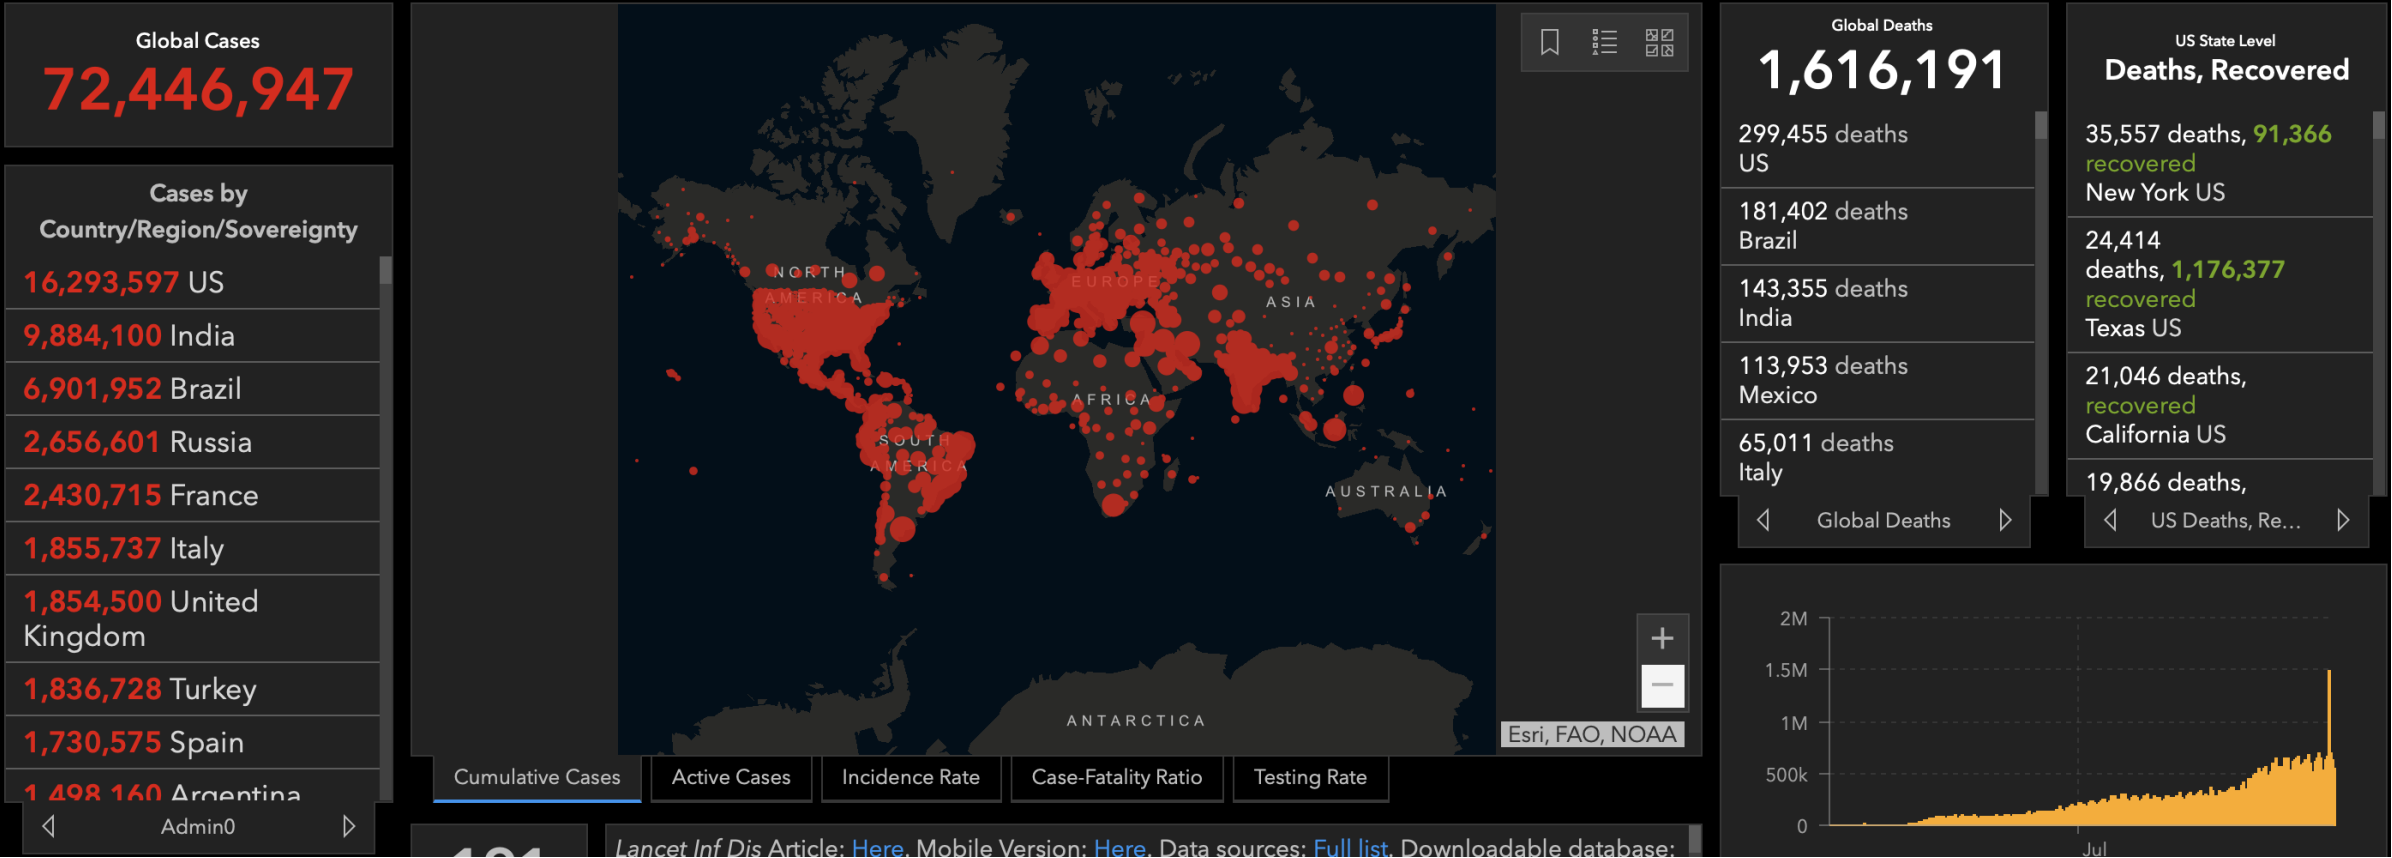 Global Cases
72,446,947
Cases by
Country/Region/Sovereignty
16,293,597 US
9,884,100 India
6,901,952 Brazil
2,656,601 Russia
2,430,715 France
1,855,737 Italy
1,854,500 United
Kingdom
1,836,728 Turkey
1,730,575 Spain
1,498,160 Argentina
Admin0
NORTH
AMERICA
EUROPE
ASIA
AFRICA
SOUTH
AMERICA
AUSTRALIA
ANTARCTICA
Esri, FAO, NOAA
Cumulative Cases
Active Cases
Incidence Rate
Case-Fatality Ratio
Testing Rate
Lancet Inf Dis Article: Here. Mobile Version: Here. Data sources: Full list. Downloadable database:
Global Deaths
1,616,191
299,455 deaths
US
181,402 deaths
Brazil
143,355 deaths
India
113,953 deaths
Mexico
65,011 deaths
Italy
Global Deaths
US State Level
Deaths, Recovered
35,557 deaths, 91,366
recovered
New York US
24,414
deaths, 1,176,377
recovered
Texas US
21,046 deaths,
recovered
California US
19,866 deaths,
US Deaths, Re...
2M
1.5M
1M
500k
0
Jul